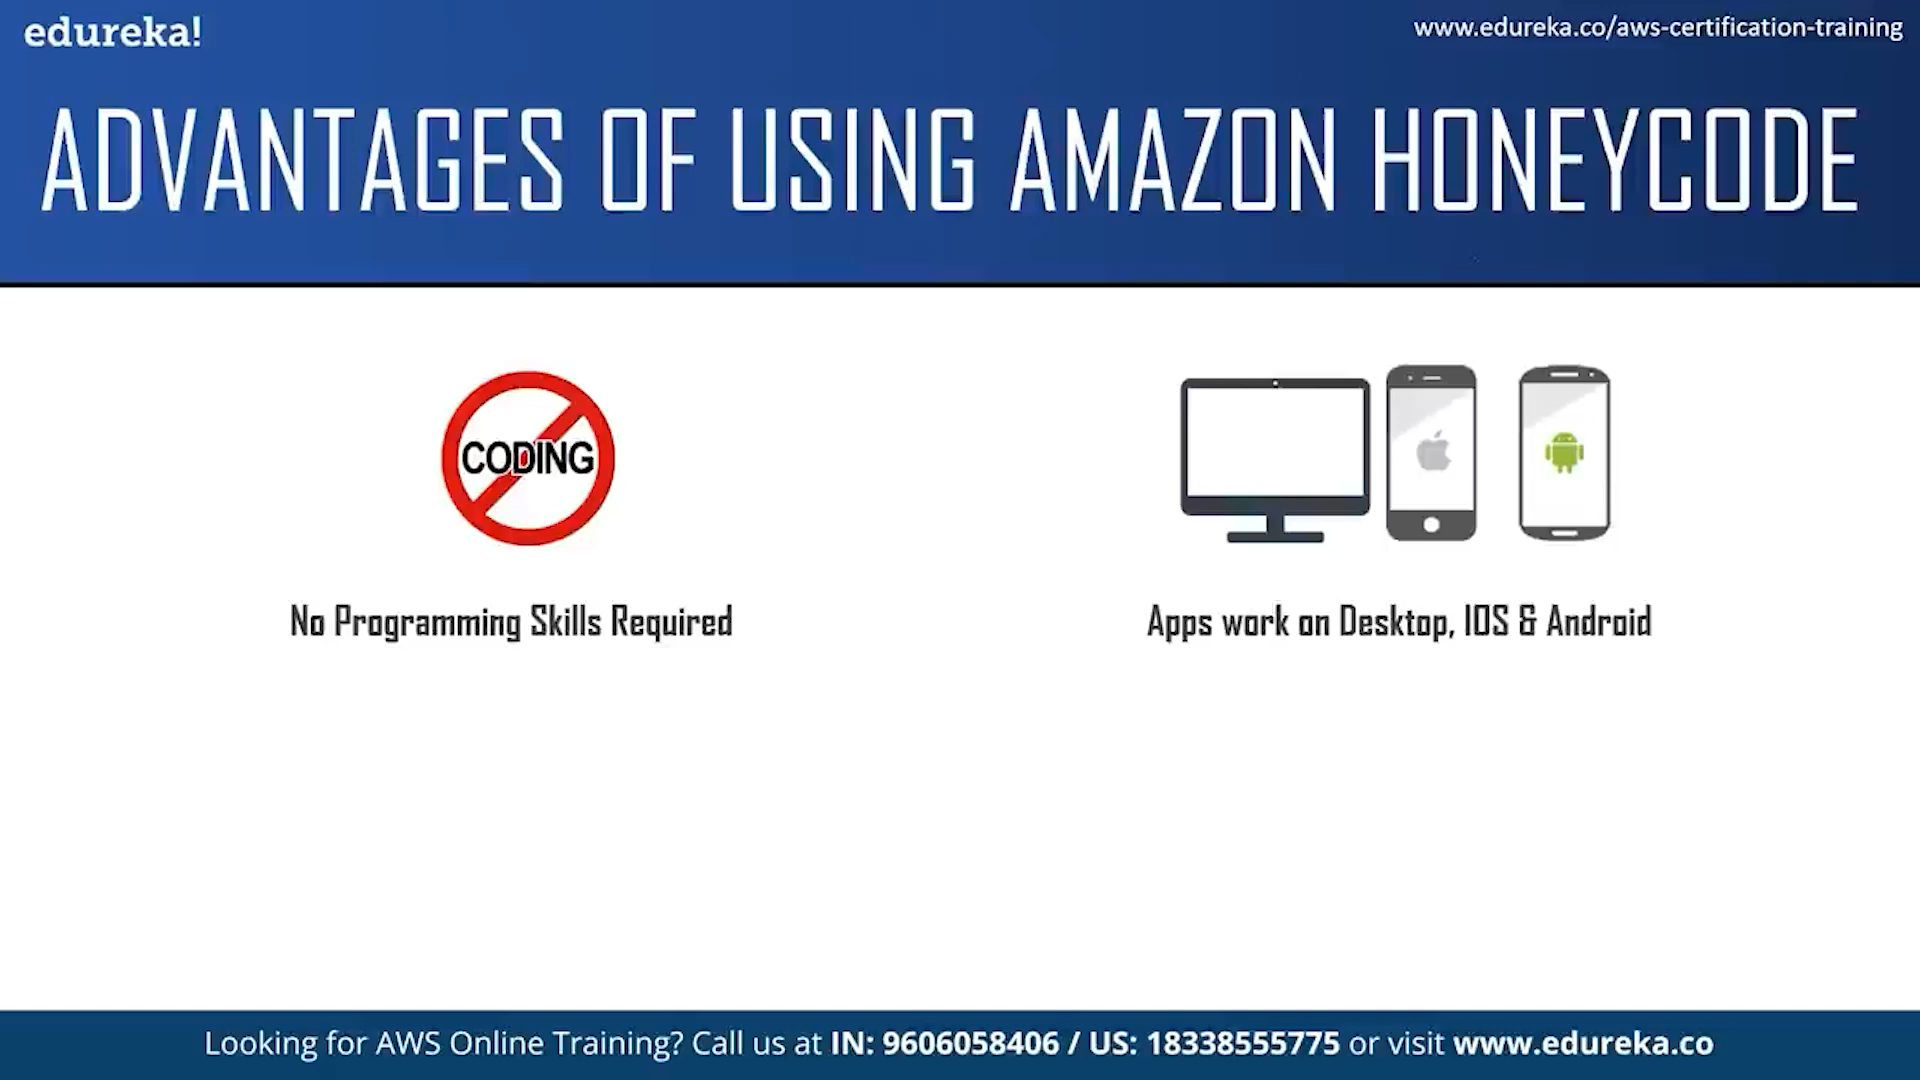 edureka!
www.edureka.co/aws-certification-training
ADVANTAGES OF USING AMAZON HONEYCODE
CODING
No Programming Skills Required
Apps work on Desktop, IOS & Android
Looking for AWS Online Training? Call us at IN: 9606058406 / US: 18338555775 or visit www.edureka.co